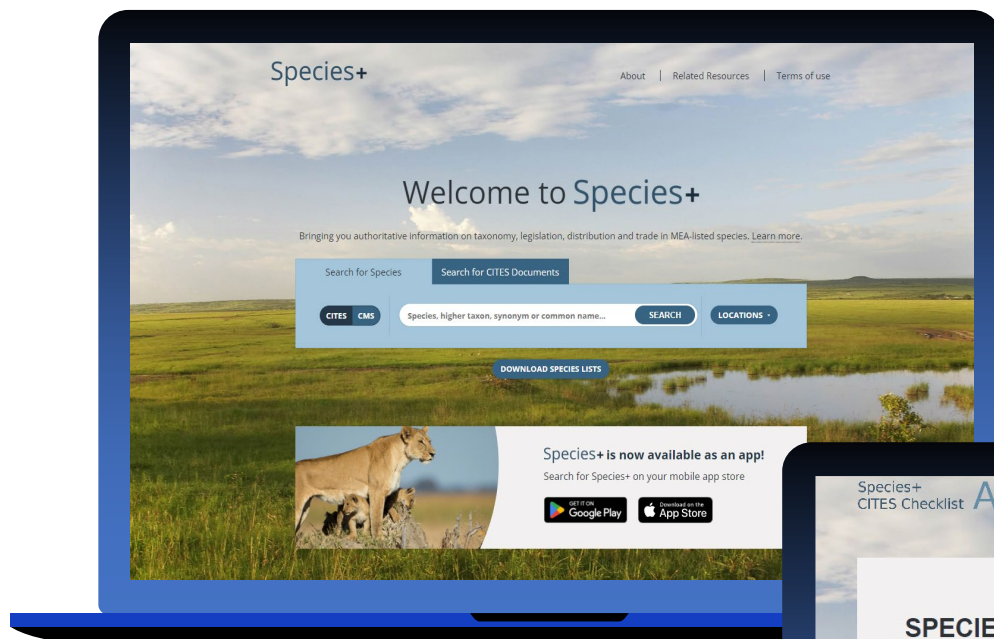 Species+
About | Related Resources | Terms of use
Welcome to Species+
Bringing you authoritative information on taxonomy, legislation, distribution and trade in MEA-listed species. Learn more.
Search for Species
Search for CITES Documents
CITES CMS
Species, higher taxon, synonym or common name...
SEARCH
LOCATIONS
DOWNLOAD SPECIES LISTS
Species+ is now available as an app!
Search for Species+ on your mobile app store
GET IT ON
Google Play
Download on the
App Store
Species+
CITES Checklist
A
SPECIE